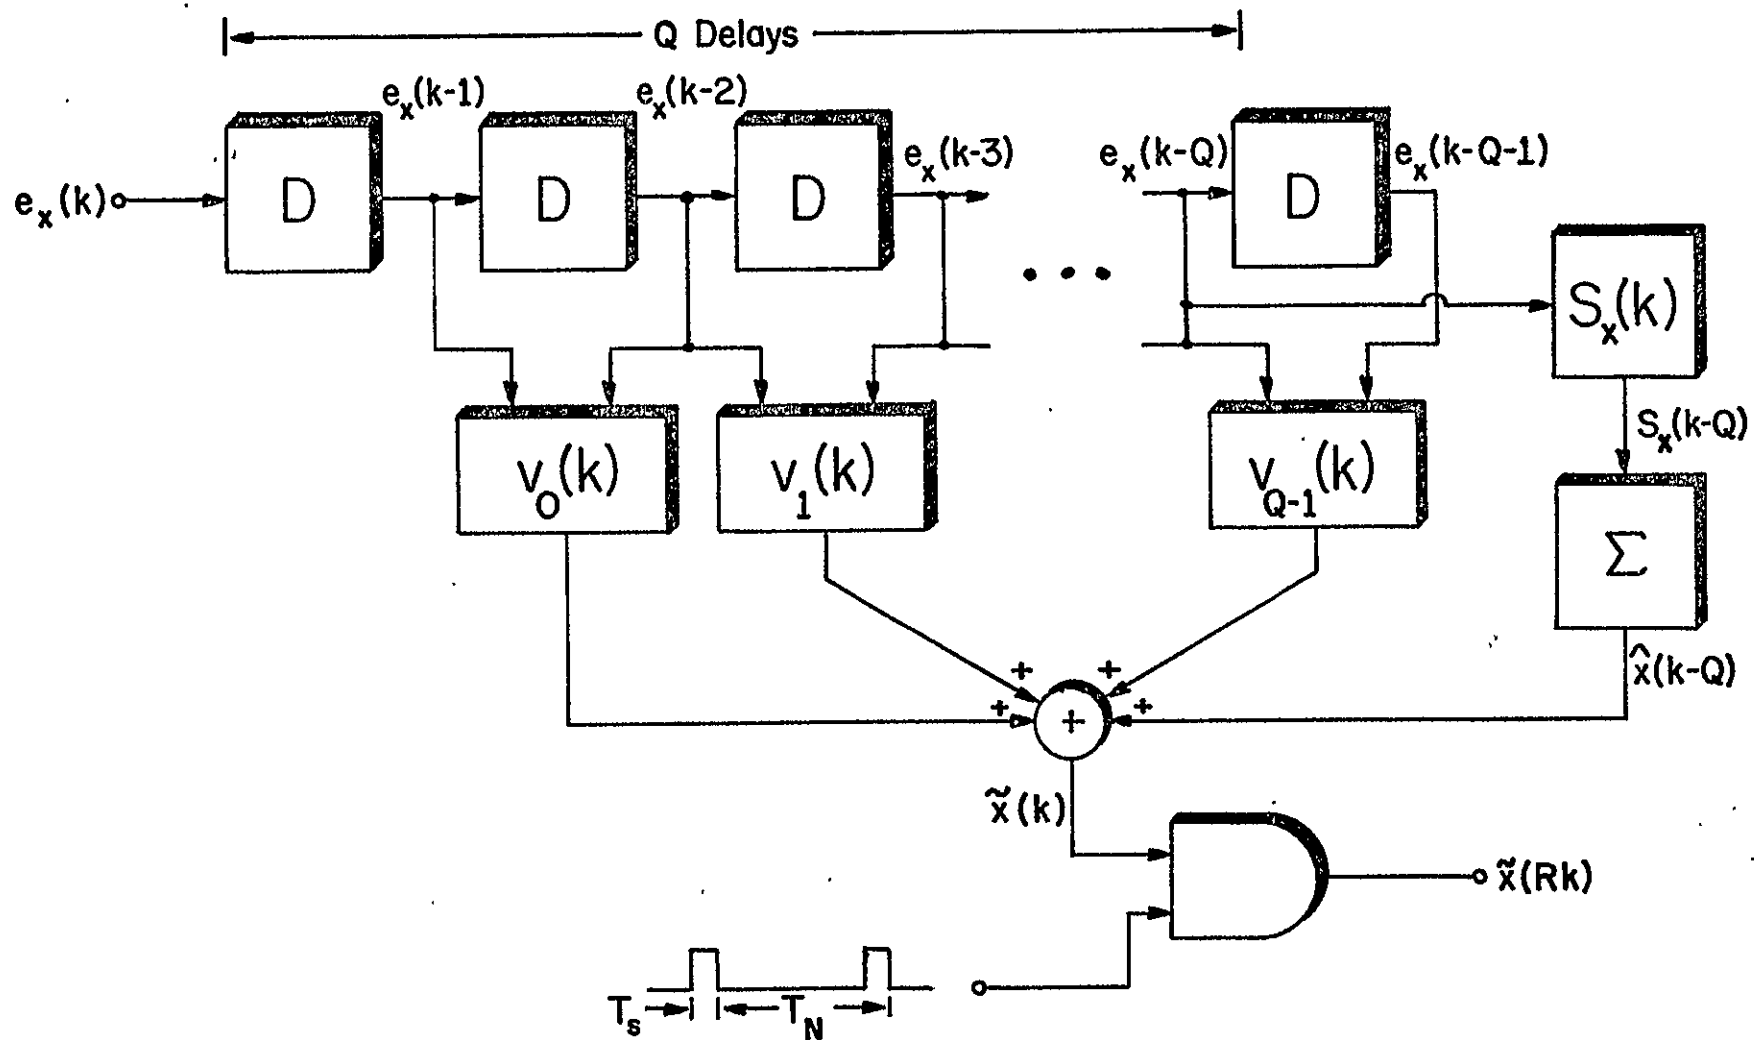 Q Delays
e_x(k-1) e_x(k-2) e_x(k-3) e_x(k-Q) e_x(k-Q-1)
e_x(k) D D D D
• • •
S_x(k)
S_x(k-Q)
v_0(k) v_1(k) v_{Q-1}(k)
Σ
x̂(k-Q)
+ + + +
+
x̃(k)
x̃(Rk)
T_s T_N